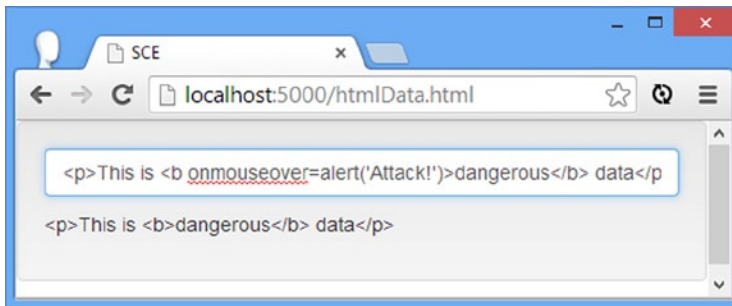 SCE
localhost:5000/htmlData.html
<p>This is <b onmouseover=alert('Attack!')>dangerous</b> data</p
<p>This is <b>dangerous</b> data</p>